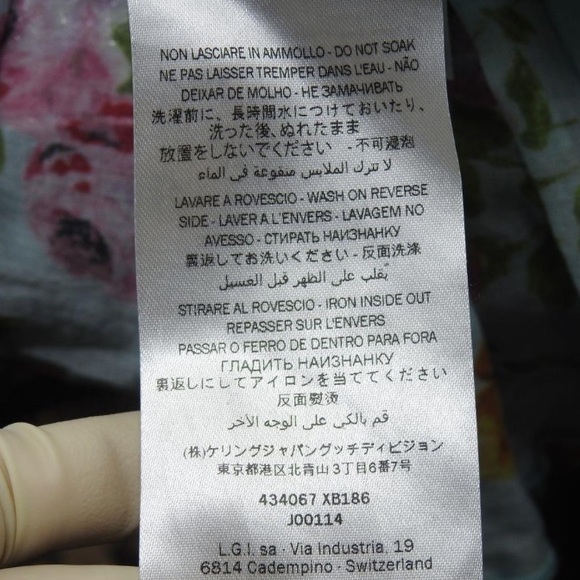 NON LASCIARE IN AMMOLLO - DO NOT SOAK
NE PAS LAISSER TREMPER DANS L'EAU - NÃO
DEIXAR DE MOLHO - НЕ ЗАМАЧИВАТЬ
洗濯前に、長時間水につけておいたり、
洗った後、ぬれたまま
放置をしないでください - 不可浸泡
لا تترك الملابس منقوعة في الماء
LAVARE A ROVESCIO - WASH ON REVERSE
SIDE - LAVER A L'ENVERS - LAVAGEM NO
AVESSO - СТИРАТЬ НАИЗНАНКУ
裏返してお洗いください - 反面洗涤
يُقلب على الظهر قبل الغسيل
STIRARE AL ROVESCIO - IRON INSIDE OUT
REPASSER SUR L'ENVERS
PASSAR O FERRO DE DENTRO PARA FORA
ГЛАДИТЬ НАИЗНАНКУ
裏返しにしてアイロンを当ててください
反面熨烫
قم بالكي على الوجه الآخر
(株)ケリングジャパングッチディビジョン
東京都港区北青山3丁目6番7号
434067 XB186
J00114
L.G.I. sa - Via Industria, 19
6814 Cadempino - Switzerland